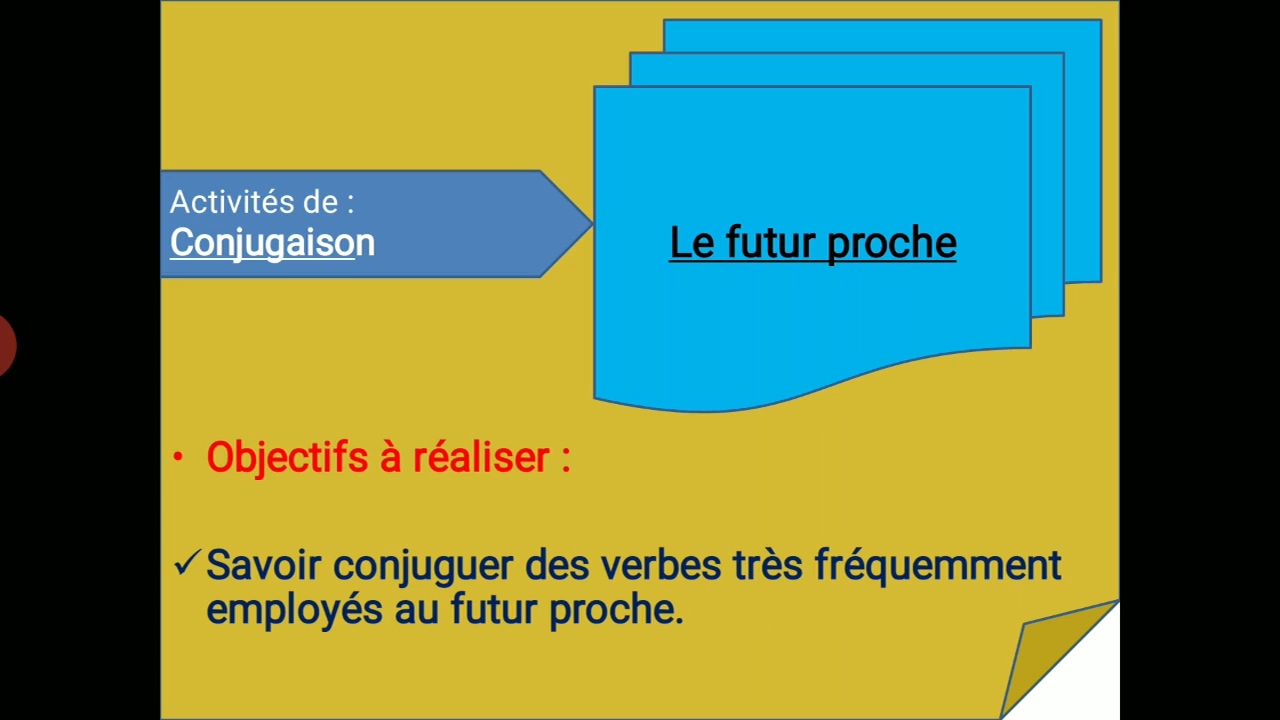 Activités de :
Conjugaison
Le futur proche
• Objectifs à réaliser :
✓Savoir conjuguer des verbes très fréquemment
employés au futur proche.